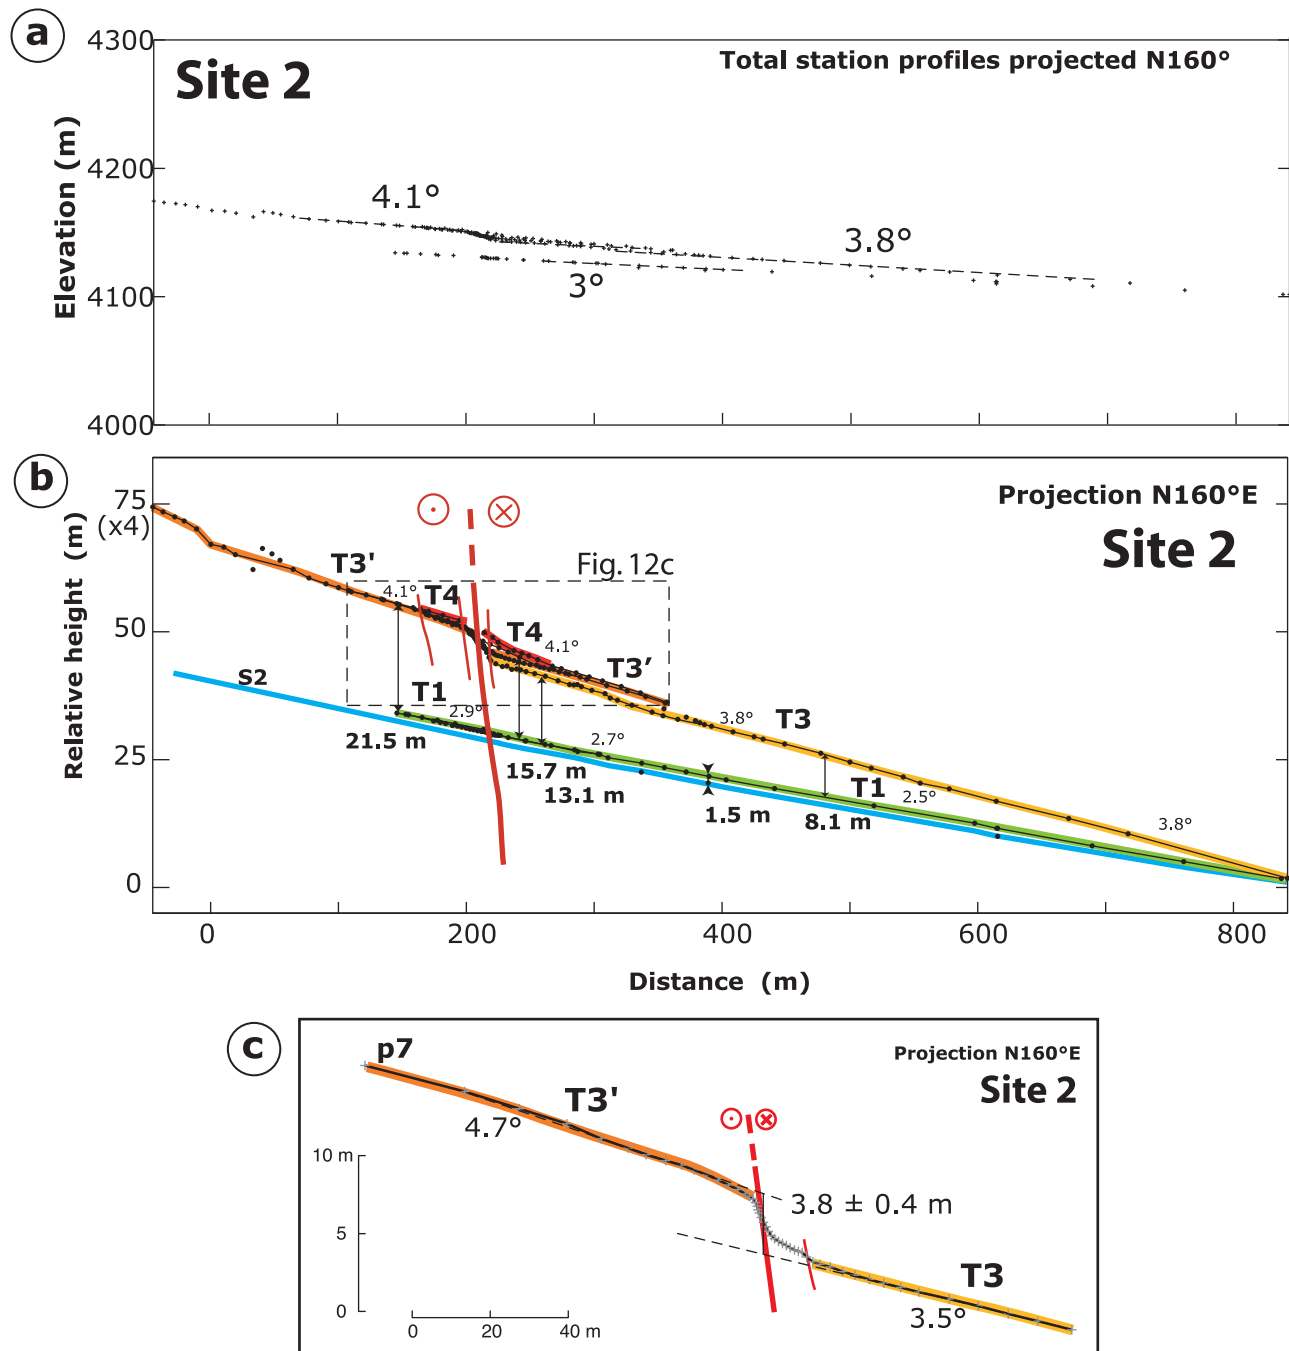 a
4300
Site 2
Total station profiles projected N160°
4200
4.1°
3.8°
3°
4100
4000
Elevation (m)
b
75
(x4)
Projection N160°E
Site 2
T3'
Fig. 12c
4.1°
T4
T4
4.1°
50
T3’
S2
T1
2.9°
3.8°
T3
21.5 m
2.7°
25
15.7 m
13.1 m
1.5 m
T1
2.5°
8.1 m
3.8°
0
Relative height (m)
0
200
400
600
800
Distance (m)
c
p7
Projection N160°E
Site 2
T3'
4.7°
10 m
3.8 ± 0.4 m
5
T3
3.5°
0
0
20
40 m